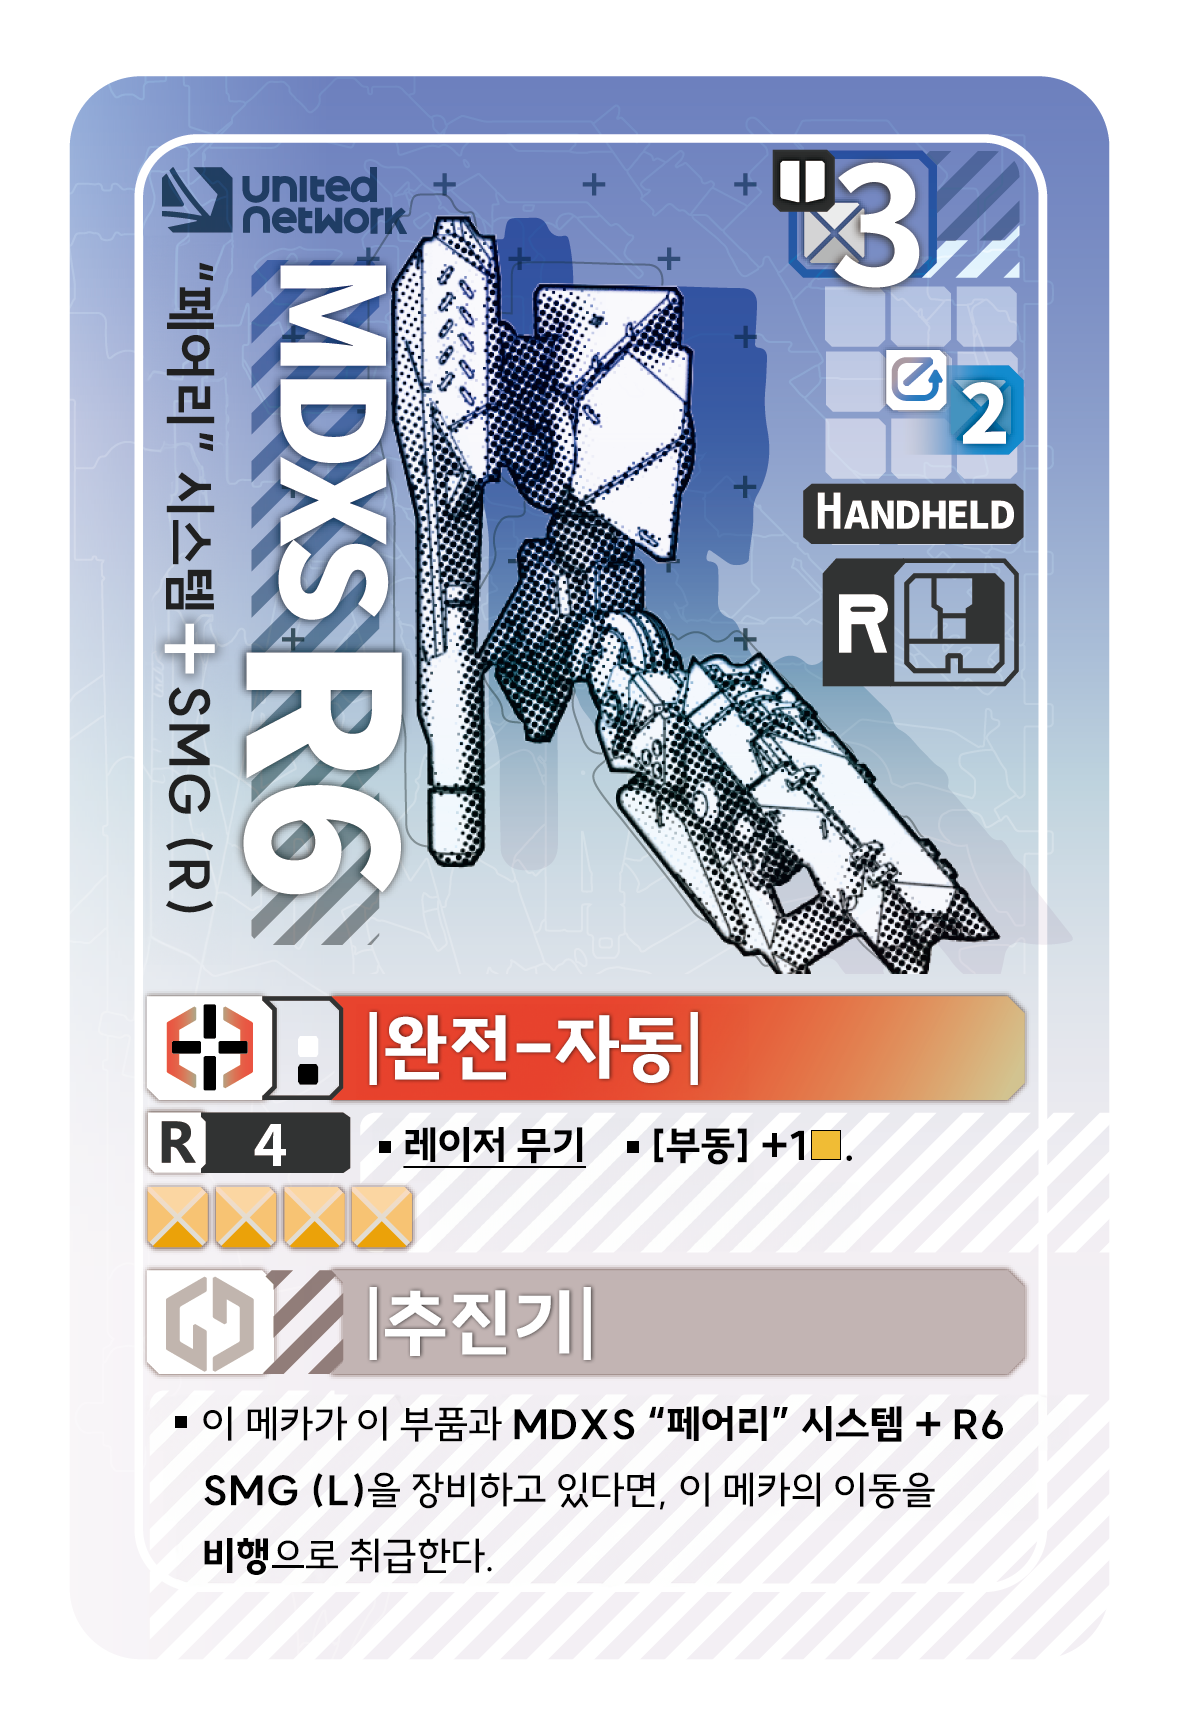 UNITED
NETWORK
3
2
HANDHELD
R
MDXS R6
"페어리" 시스템 + SMG (R)
|완전-자동|
R 4
▪ 레이저 무기 ▪ [부동] +1.
|추진기|
▪ 이 메카가 이 부품과 MDXS “페어리” 시스템 + R6
SMG (L)을 장비하고 있다면, 이 메카의 이동을
비행으로 취급한다.